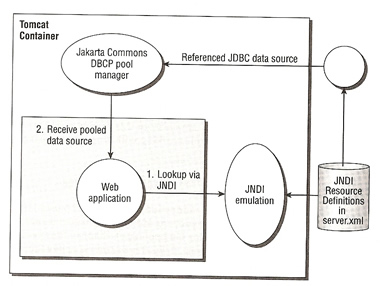 Tomcat
Container
Jakarta Commons
DBCP pool
manager
Referenced JDBC data source
2. Receive pooled
data source
1. Lookup via
JNDI
Web
application
JNDI
emulation
JNDI
Resource
Definitions
in
server.xml